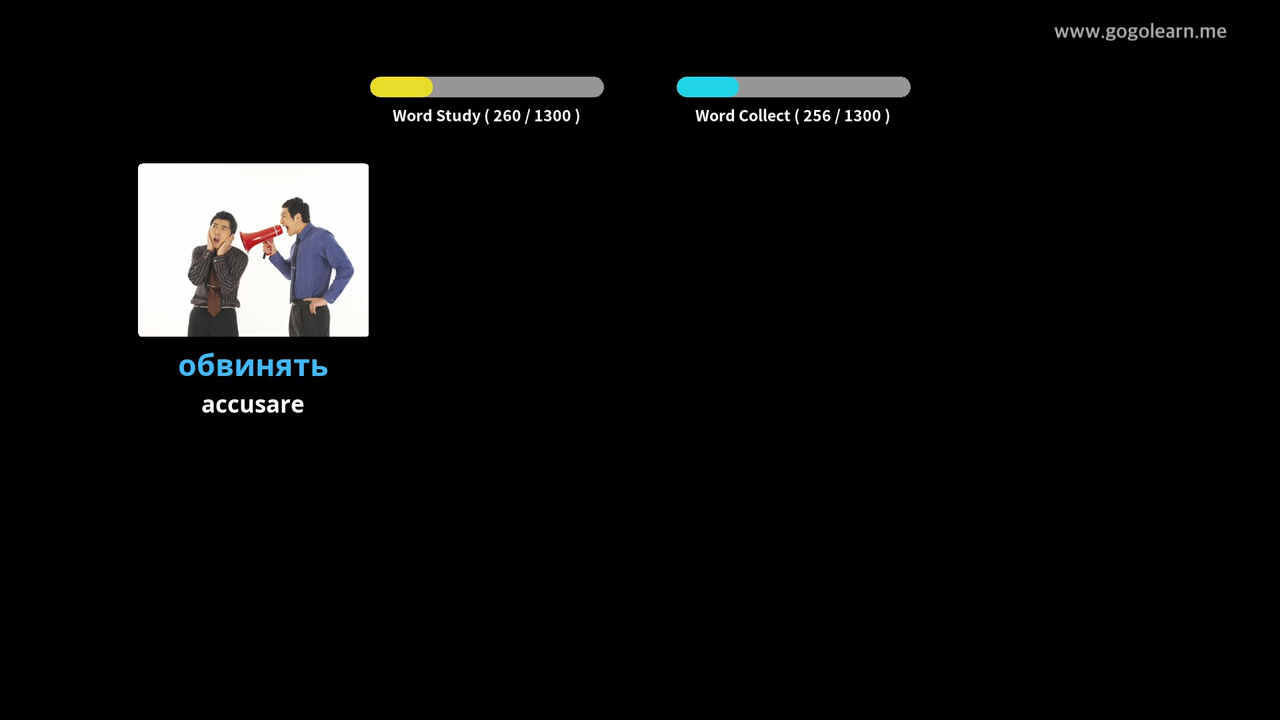 www.gogolearn.me
Word Study ( 260 / 1300 )
Word Collect ( 256 / 1300 )
обвинять
accusare